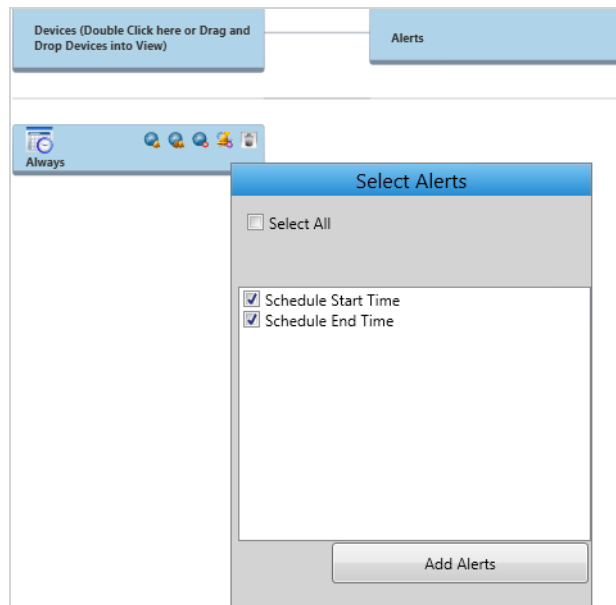 Devices (Double Click here or Drag and
Drop Devices into View)
Alerts
Always
Select Alerts
Select All
Schedule Start Time
Schedule End Time
Add Alerts